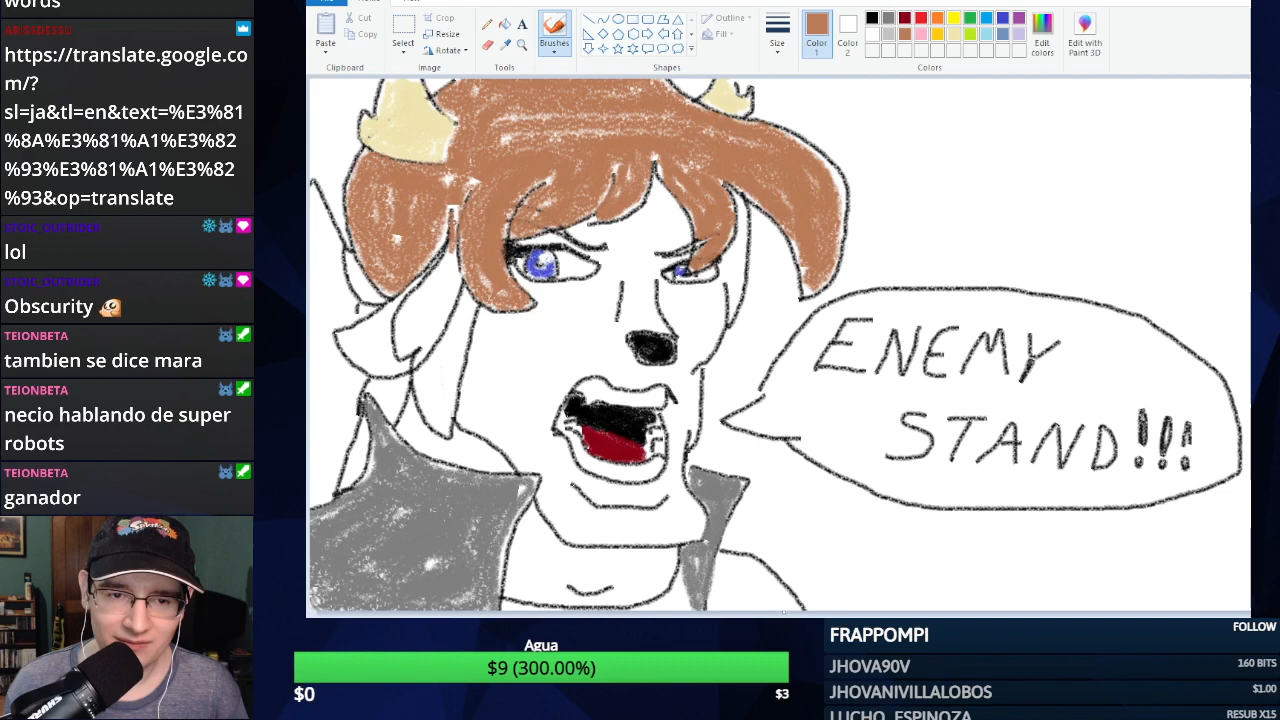 words
https://translate.google.co
m/?
sl=ja&tl=en&text=%E3%81
%8A%E3%81%A1%E3%82
%93%E3%81%A1%E3%82
%93&op=translate
lol
Obscurity
TEIONBETA
tambien se dice mara
TEIONBETA
necio hablando de super
robots
TEIONBETA
ganador
Paste
Cut
Copy
Clipboard
Select
Crop
Resize
Rotate
Image
Tools
Brushes
Shapes
Outline
Fill
Size
Color
1
Color
2
Edit
colors
Edit with
Paint 3D
Colors
ENEMY
STAND!!!
Agua
$9 (300.00%)
$0
$3
FRAPPOMPI
FOLLOW
JHOVA90V
160 BITS
JHOVANIVILLALOBOS
$1.00
LUCHO_ESPINOZA
RESUB X15